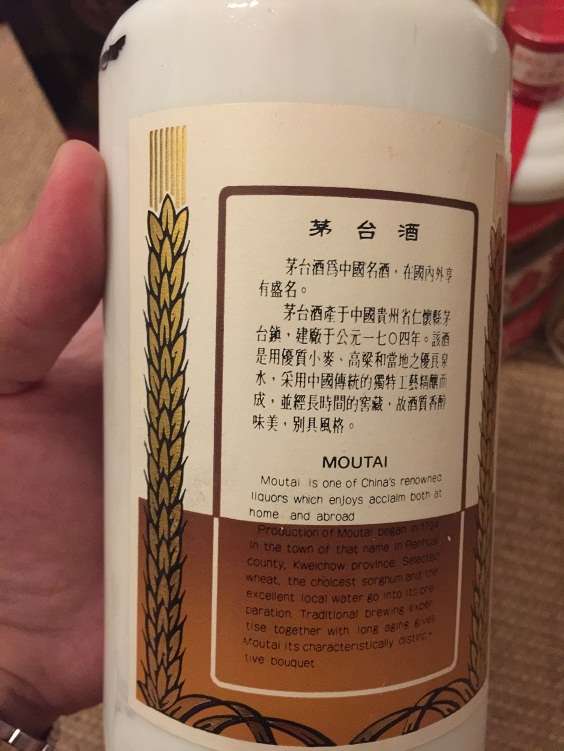 茅台酒
茅台酒爲中國名酒，在國內外享
有盛名。
茅台酒產于中國貴州省仁懷縣茅
台鎮，建廠于公元一七〇四年。該酒
是用優質小麥、高粱和當地之優良泉
水，采用中國傳統的獨特工藝精釀而
成，並經長時間的窖藏，故酒質香醇
味美，別具風格。
MOUTAI
Moutai is one of China's renowned
liquors which enjoys acclaim both at
home and abroad
Production of Moutai began in 1704
in the town of that name in Renhuai
county, Kweichow province. Selected
wheat, the choicest sorghum and the
excellent local water go into its pre
paration. Traditional brewing exper
tise together with long aging gives
Moutai its characteristically distinc-
tive bouquet